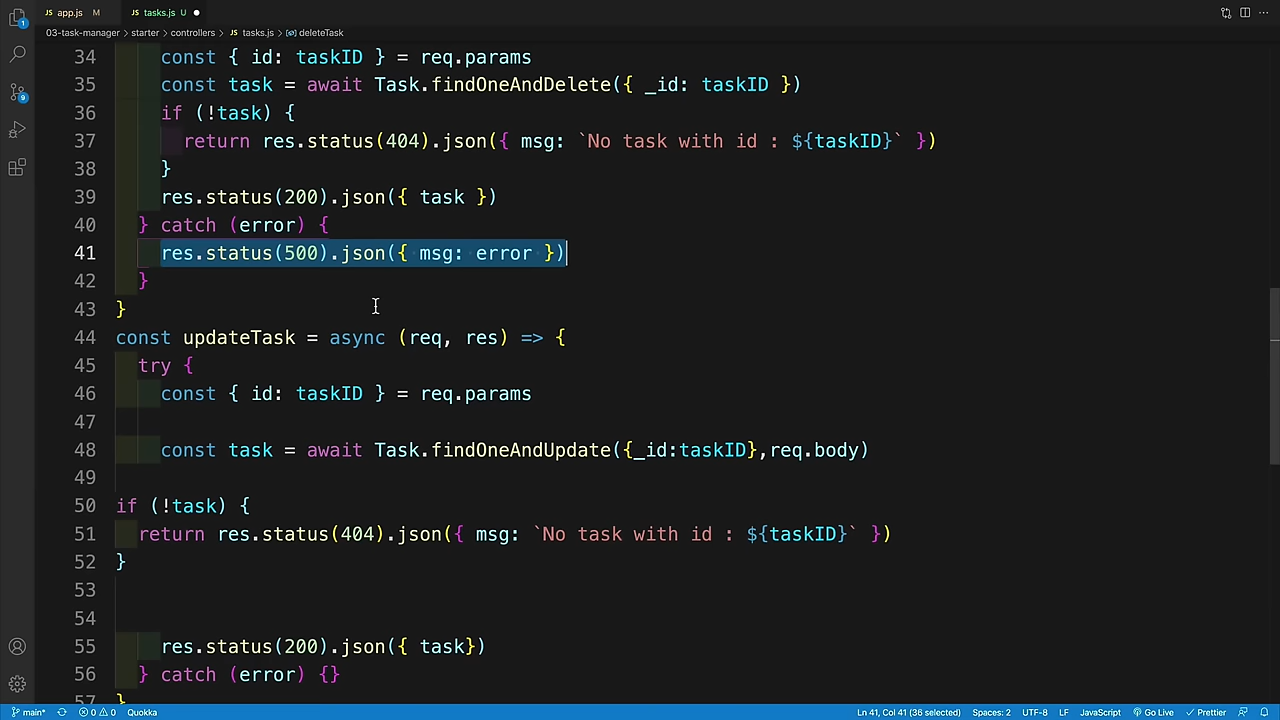 app.js M tasks.js U
03-task-manager > starter > controllers > tasks.js > deleteTask
34 const { id: taskID } = req.params
35 const task = await Task.findOneAndDelete({ _id: taskID })
36 if (!task) {
37 return res.status(404).json({ msg: `No task with id : ${taskID}` })
38 }
39 res.status(200).json({ task })
40 } catch (error) {
41 res.status(500).json({ msg: error })
42 }
43 }
44 const updateTask = async (req, res) => {
45 try {
46 const { id: taskID } = req.params
47
48 const task = await Task.findOneAndUpdate({_id:taskID},req.body)
49
50 if (!task) {
51 return res.status(404).json({ msg: `No task with id : ${taskID}` })
52 }
53
54
55 res.status(200).json({ task})
56 } catch (error) {}
57 }
main* 0 0 Quokka Ln 41, Col 41 (36 selected) Spaces: 2 UTF-8 LF JavaScript Go Live Prettier